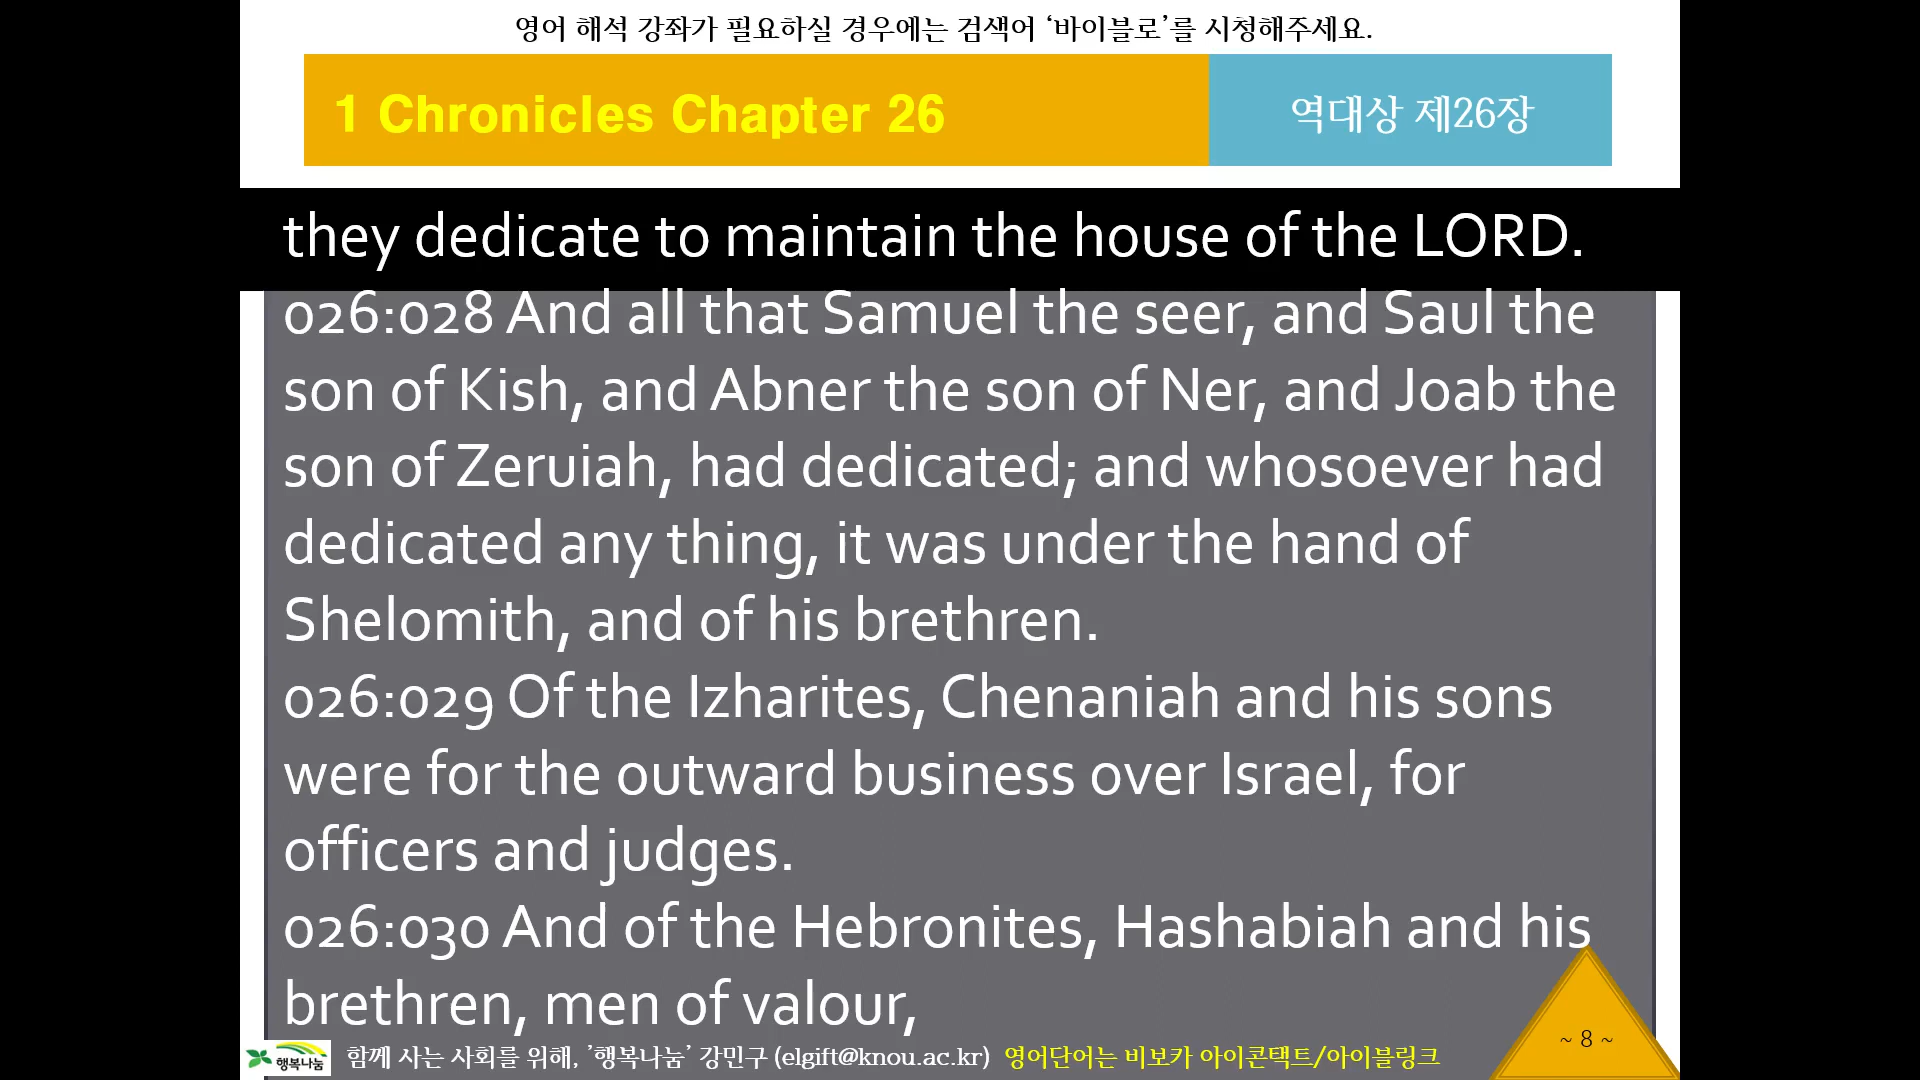 영어 해석 강좌가 필요하실 경우에는 검색어 ‘바이블로’를 시청해주세요.
1 Chronicles Chapter 26
역대상 제26장
they dedicate to maintain the house of the LORD.
026:028 And all that Samuel the seer, and Saul the
son of Kish, and Abner the son of Ner, and Joab the
son of Zeruiah, had dedicated; and whosoever had
dedicated any thing, it was under the hand of
Shelomith, and of his brethren.
026:029 Of the Izharites, Chenaniah and his sons
were for the outward business over Israel, for
officers and judges.
026:030 And of the Hebronites, Hashabiah and his
brethren, men of valour,
~ 8 ~
행복나눔
함께 사는 사회를 위해, ’행복나눔’ 강민구 (elgift@knou.ac.kr) 영어단어는 비보카 아이콘택트/아이블링크